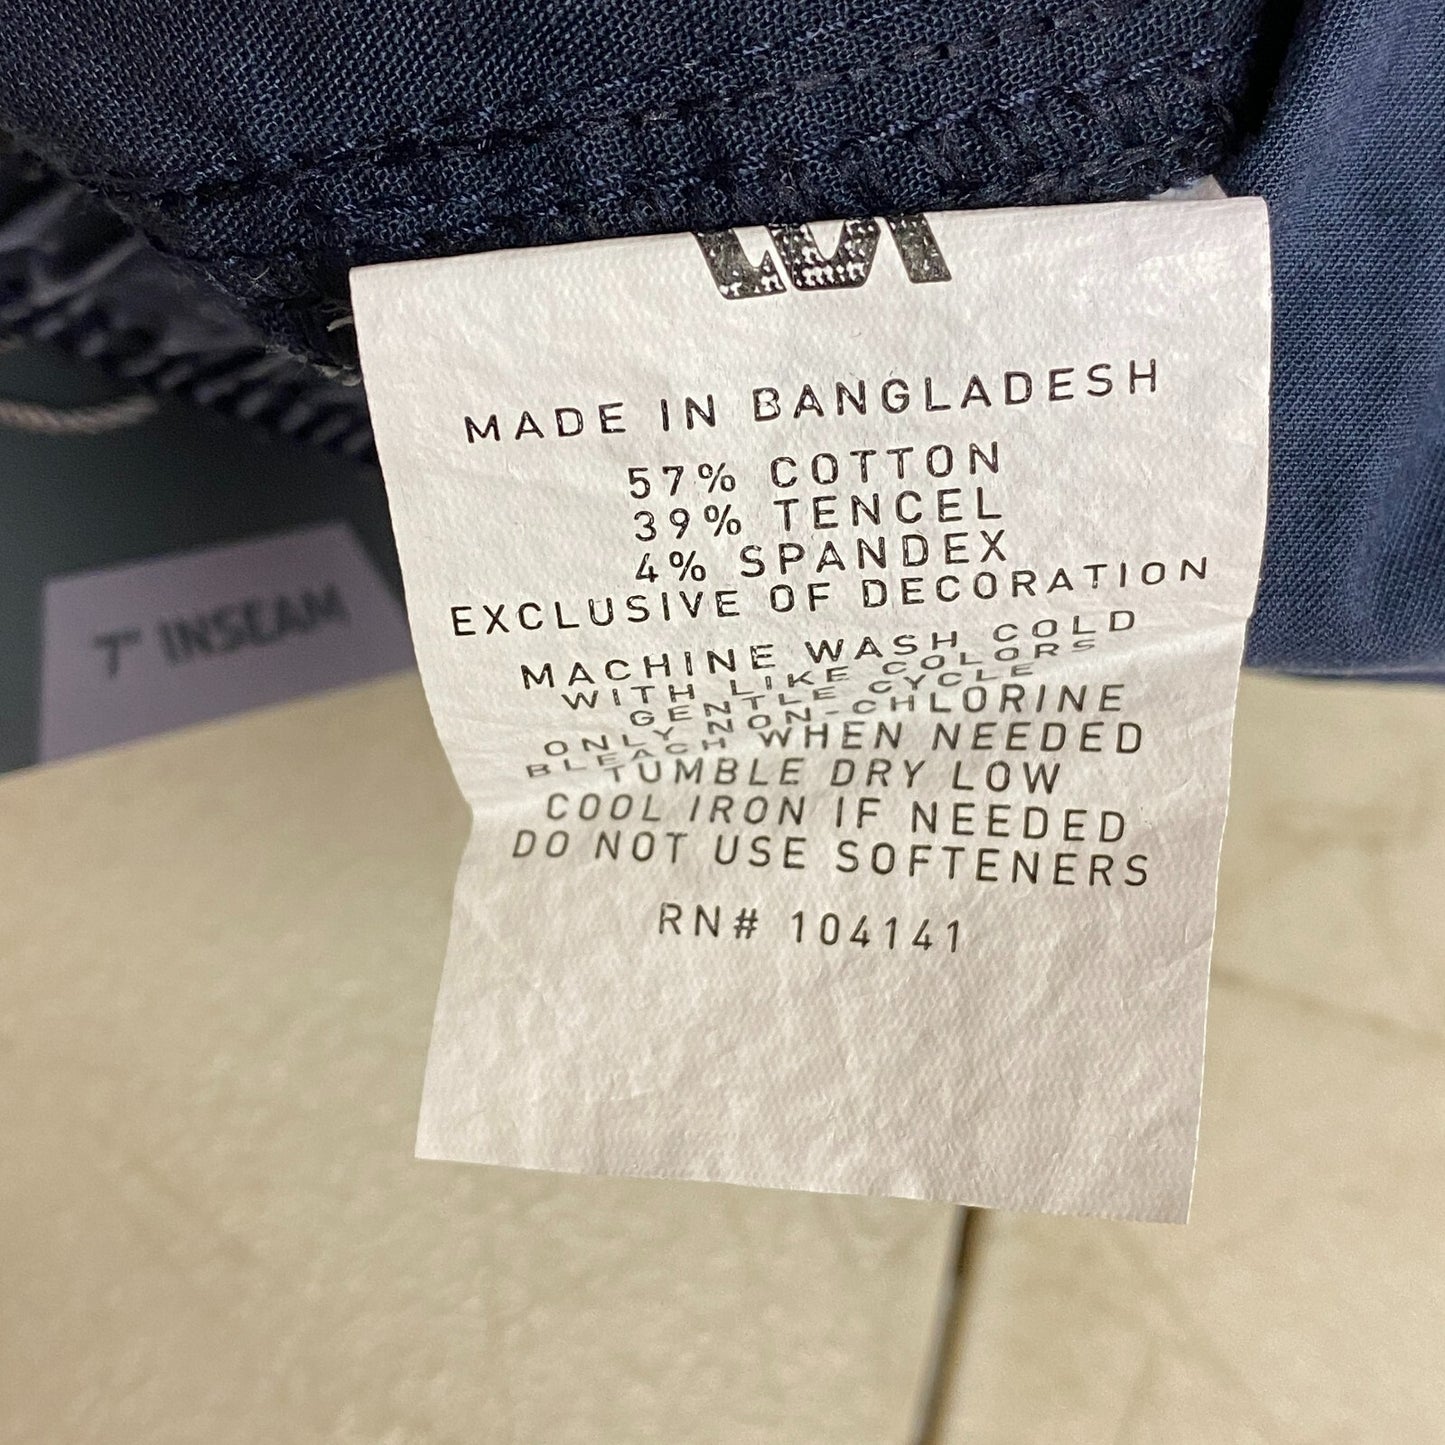 MADE IN BANGLADESH
57% COTTON
39% TENCEL
4% SPANDEX
EXCLUSIVE OF DECORATION
MACHINE WASH COLD
WITH LIKE COLORS
GENTLE CYCLE
ONLY NON-CHLORINE
BLEACH WHEN NEEDED
TUMBLE DRY LOW
COOL IRON IF NEEDED
DO NOT USE SOFTENERS
RN# 104141
7" INSEAM